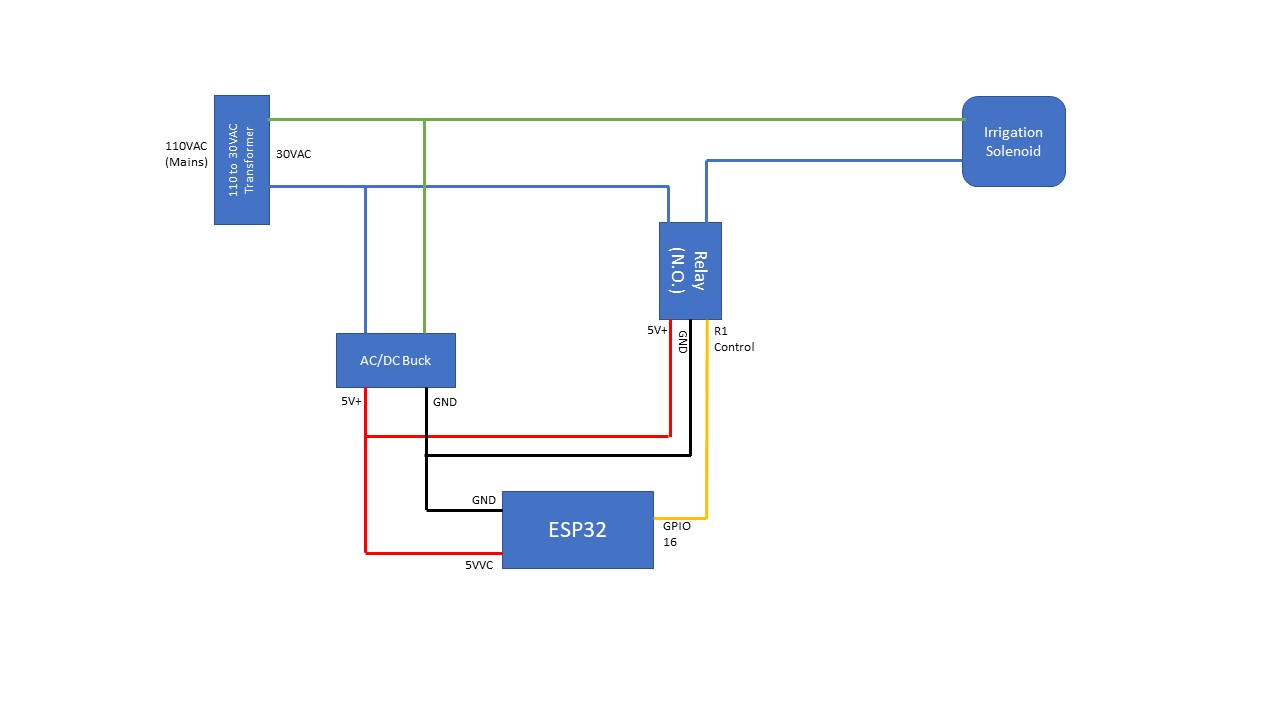 110VAC
(Mains)
110 to 30VAC
Transformer
30VAC
Irrigation
Solenoid
Relay
(N.O.)
5V+
GND
R1
Control
AC/DC Buck
5V+
GND
GND
ESP32
GPIO
16
5VVC